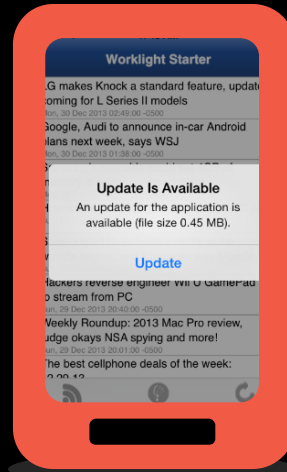 Worklight Starter
LG makes Knock a standard feature, update
coming for L Series II models
Mon, 30 Dec 2013 02:49:00 -0500
Google, Audi to announce in-car Android
plans next week, says WSJ
Mon, 30 Dec 2013 01:38:00 -0500
Update Is Available
An update for the application is
available (file size 0.45 MB).
Update
Hackers reverse engineer Wii U GamePad
to stream from PC
Sun, 29 Dec 2013 20:40:00 -0500
Weekly Roundup: 2013 Mac Pro review,
judge okays NSA spying and more!
Sun, 29 Dec 2013 20:01:00 -0500
The best cellphone deals of the week:
12.29.13